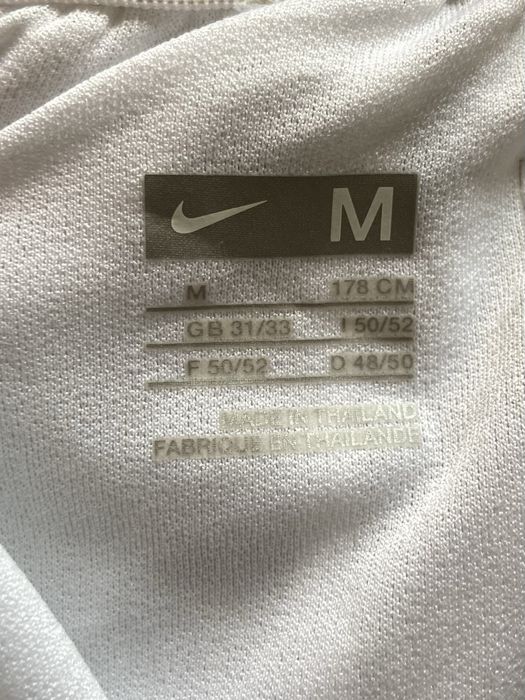 M
M 178 CM
GB 31/33 I 50/52
F 50/52 D 48/50
MADE IN THAILAND
FABRIQUE EN THAILANDE